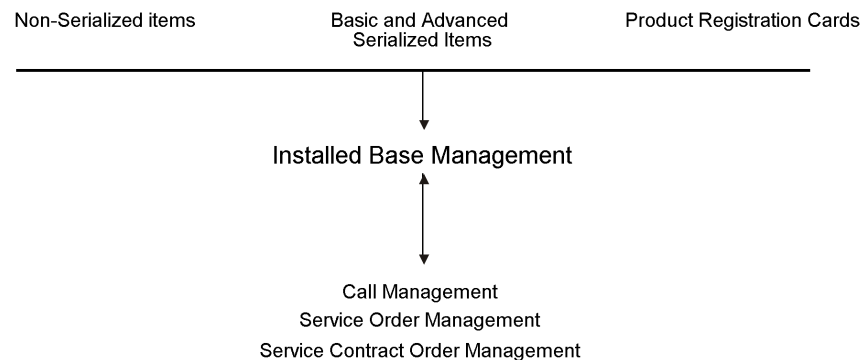 Non-Serialized items
Basic and Advanced
Serialized Items
Product Registration Cards
Installed Base Management
Call Management
Service Order Management
Service Contract Order Management